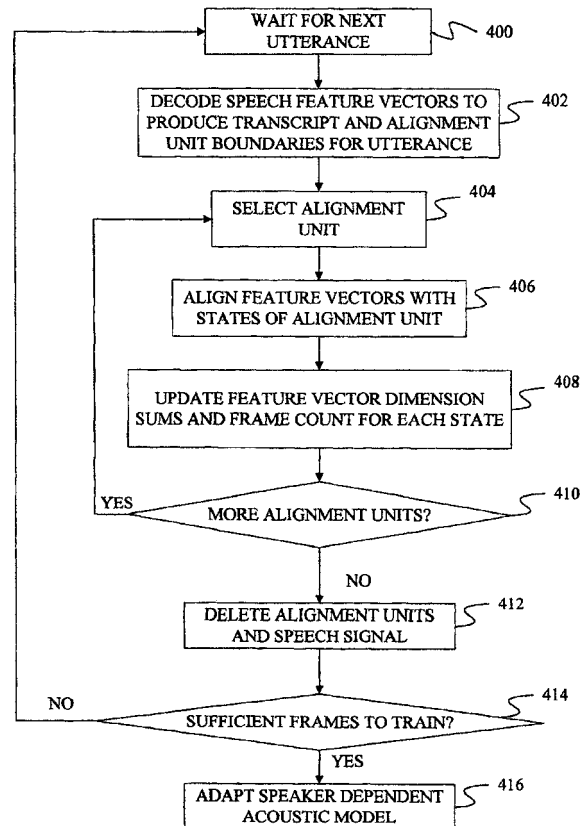 WAIT FOR NEXT
UTTERANCE
400
DECODE SPEECH FEATURE VECTORS TO
PRODUCE TRANSCRIPT AND ALIGNMENT
UNIT BOUNDARIES FOR UTTERANCE
402
SELECT ALIGNMENT
UNIT
404
ALIGN FEATURE VECTORS WITH
STATES OF ALIGNMENT UNIT
406
UPDATE FEATURE VECTOR DIMENSION
SUMS AND FRAME COUNT FOR EACH STATE
408
YES
MORE ALIGNMENT UNITS?
410
NO
DELETE ALIGNMENT UNITS
AND SPEECH SIGNAL
412
NO
SUFFICIENT FRAMES TO TRAIN?
414
YES
ADAPT SPEAKER DEPENDENT
ACOUSTIC MODEL
416